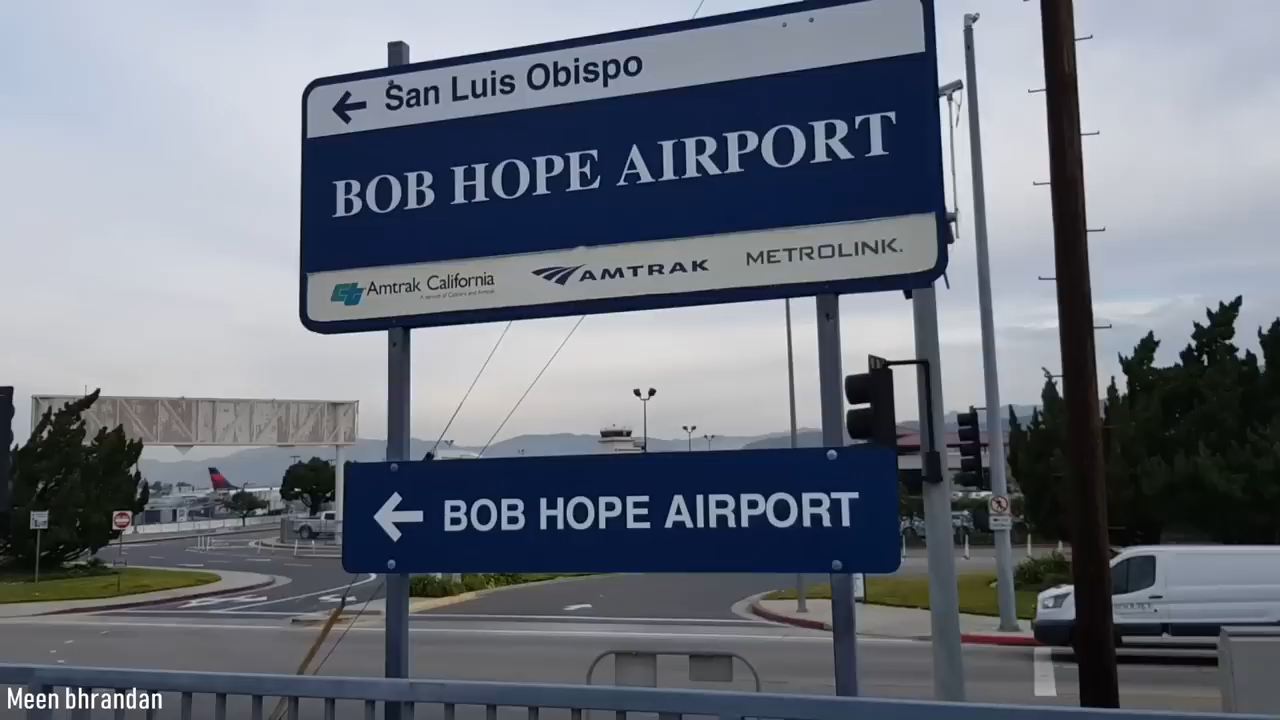 San Luis Obispo
BOB HOPE AIRPORT
Amtrak California
AMTRAK
METROLINK.
BOB HOPE AIRPORT
Meen bhrandan